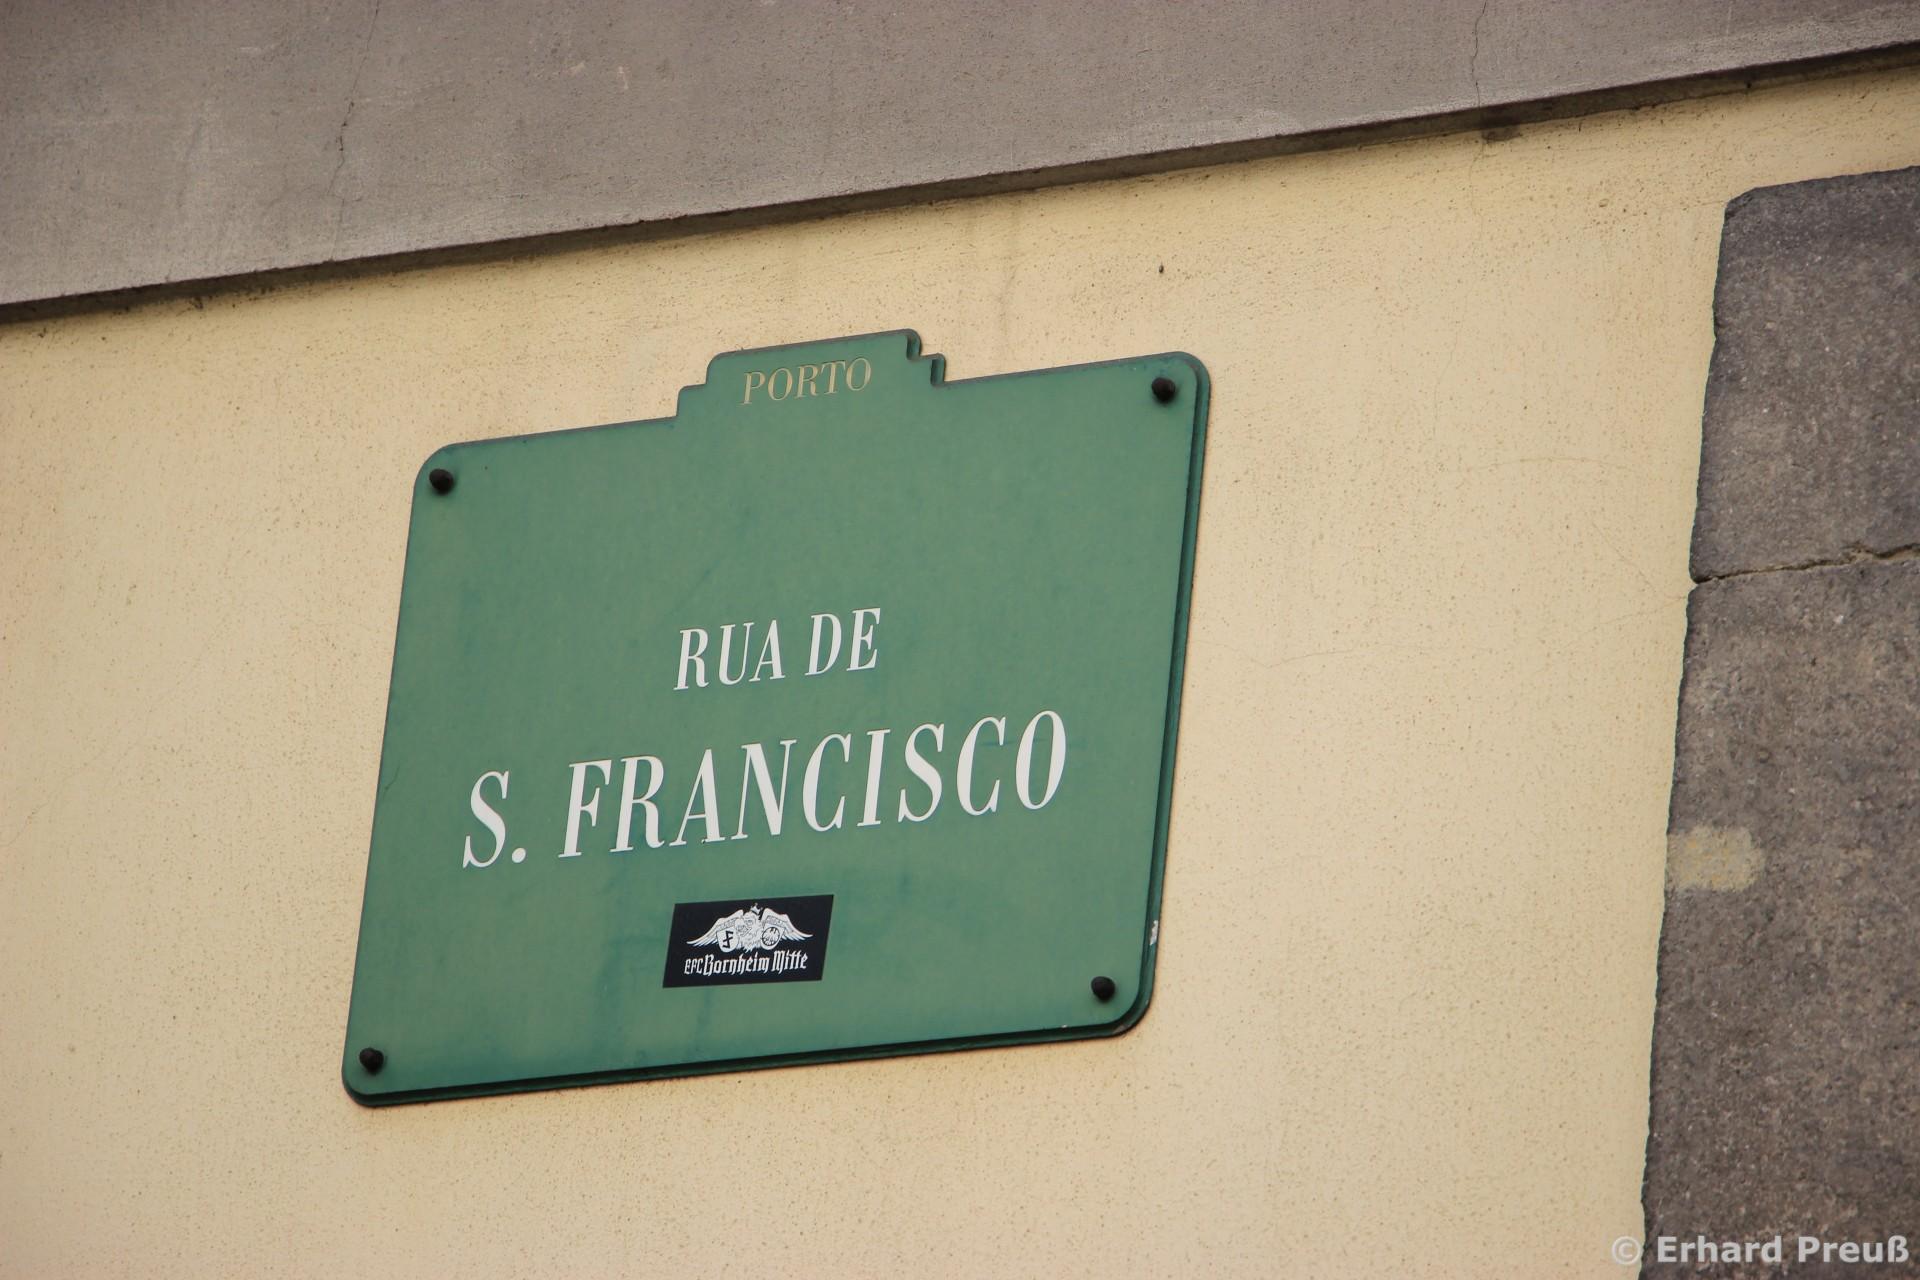 PORTO
RUA DE
S. FRANCISCO
EFC Bornheim Mitte
© Erhard Preuß